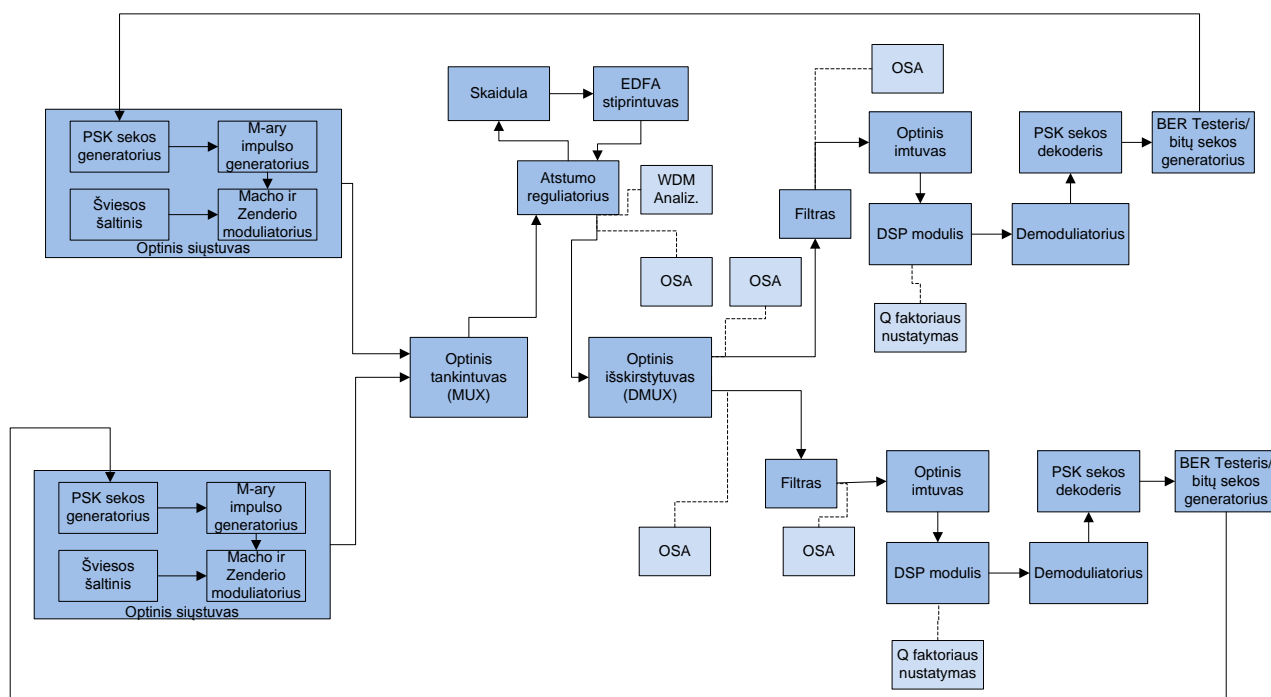 OSA
Skaidula
EDFA
stiprintuvas
PSK sekos
generatorius
M-ary
impulso
generatorius
Šviesos
šaltinis
Macho ir
Zenderio
moduliatorius
Optinis siųstuvas
Atstumo
reguliatorius
WDM
Analiz.
OSA
OSA
Filtras
Optinis
imtuvas
PSK sekos
dekoderis
BER Testeris/
bitų sekos
generatorius
DSP modulis
Demoduliatorius
Q faktoriaus
nustatymas
Optinis
tankintuvas
(MUX)
Optinis
išskirstytuvas
(DMUX)
PSK sekos
generatorius
M-ary
impulso
generatorius
Šviesos
šaltinis
Macho ir
Zenderio
moduliatorius
Optinis siųstuvas
Filtras
OSA
OSA
Optinis
imtuvas
PSK sekos
dekoderis
BER Testeris/
bitų sekos
generatorius
DSP modulis
Demoduliatorius
Q faktoriaus
nustatymas